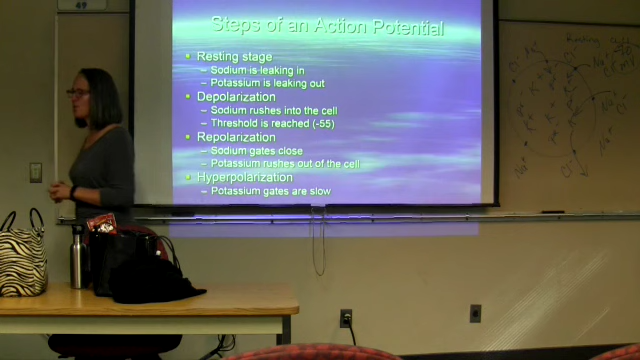 49
Steps of an Action Potential
Resting stage
– Sodium is leaking in
– Potassium is leaking out
Depolarization
– Sodium rushes into the cell
– Threshold is reached (-55)
Repolarization
– Sodium gates close
– Potassium rushes out of the cell
Hyperpolarization
– Potassium gates are slow
Resting